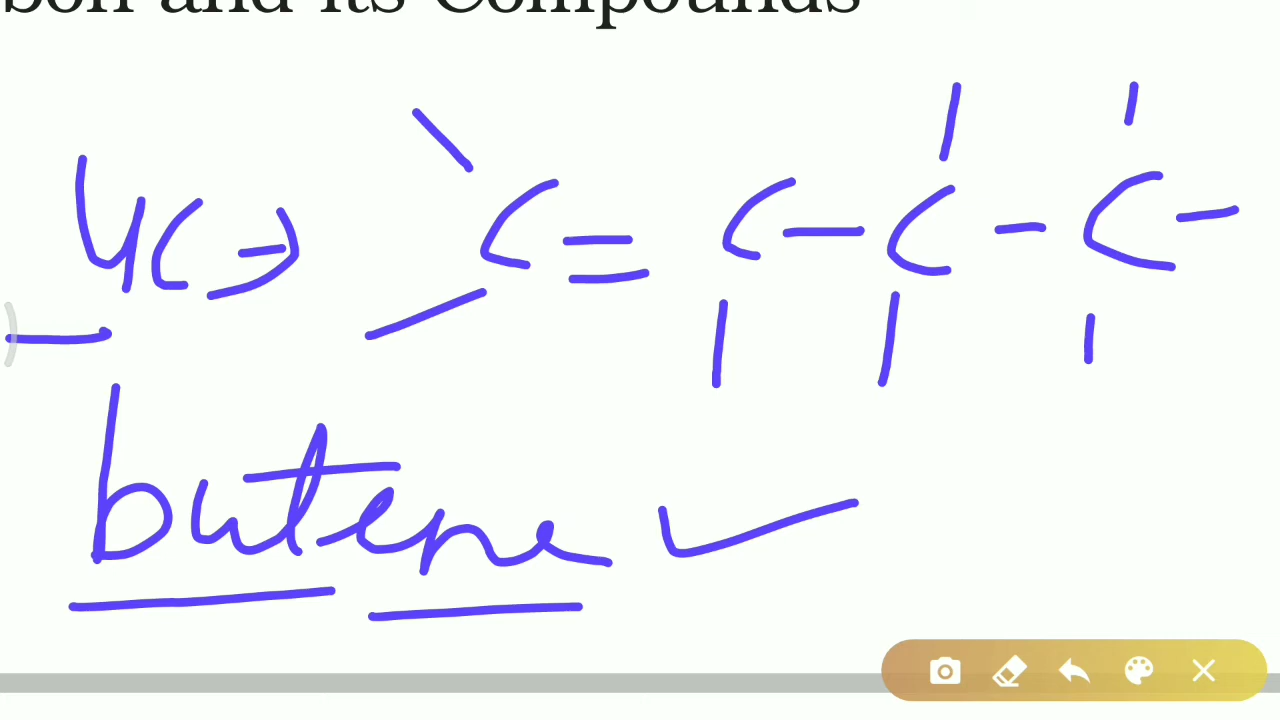 bon and its Compounds
4C-) C = C - C - C -
butene